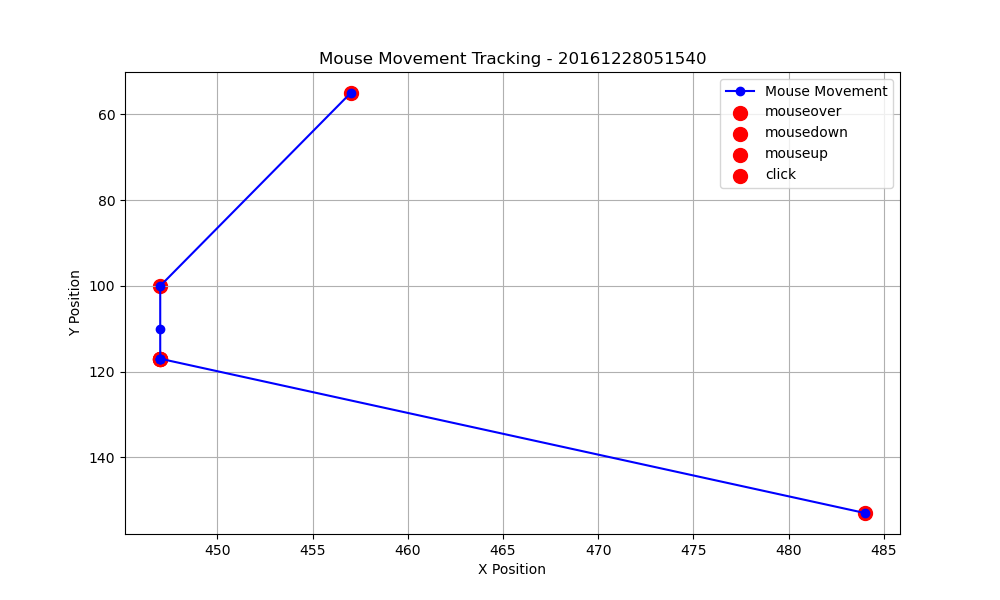 Mouse Movement Tracking - 20161228051540
Mouse Movement
mouseover
mousedown
mouseup
click
60
80
100
120
140
Y Position
450
455
460
465
470
475
480
485
X Position